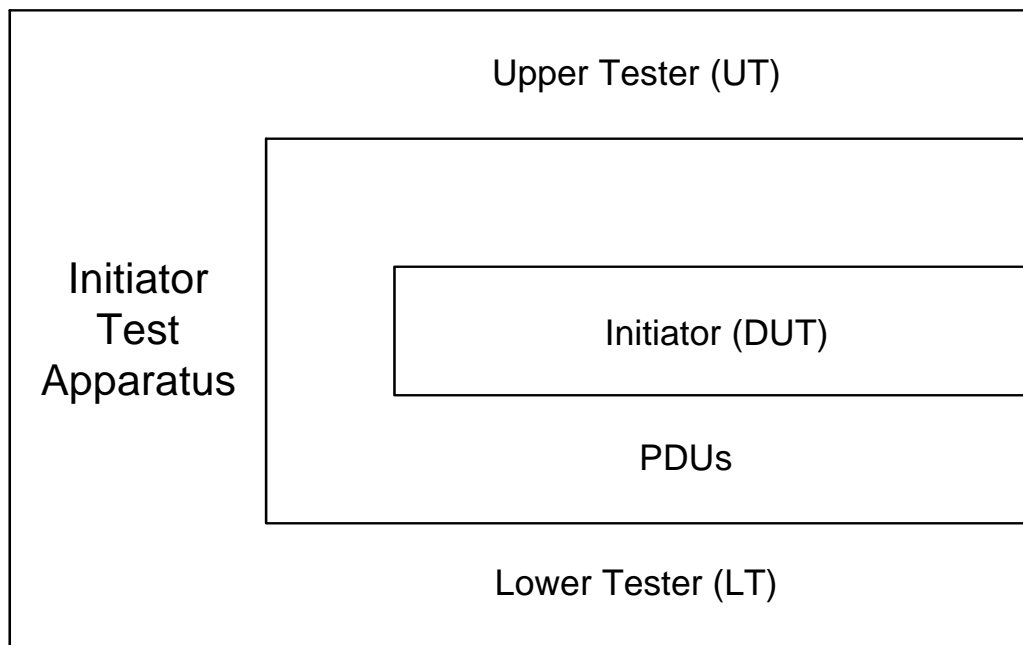 Upper Tester (UT)
Initiator
Test
Apparatus
Initiator (DUT)
PDUs
Lower Tester (LT)